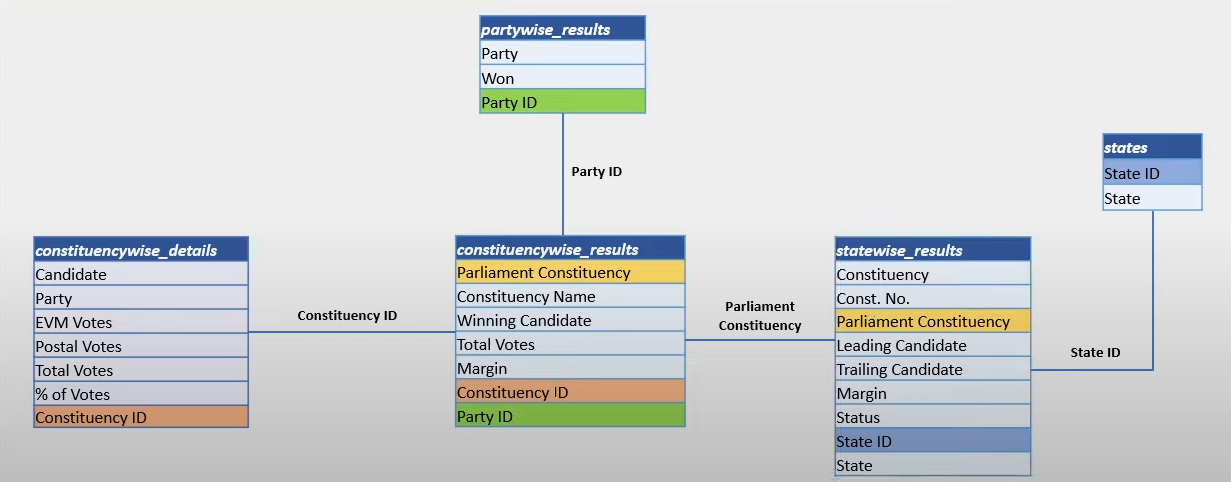 partywise_results
Party
Won
Party ID
Party ID
states
State ID
State
constituencywise_details
Candidate
Party
EVM Votes
Postal Votes
Total Votes
% of Votes
Constituency ID
Constituency ID
constituencywise_results
Parliament Constituency
Constituency Name
Winning Candidate
Total Votes
Margin
Constituency ID
Party ID
Parliament
Constituency
statewise_results
Constituency
Const. No.
Parliament Constituency
Leading Candidate
Trailing Candidate
Margin
Status
State ID
State
State ID